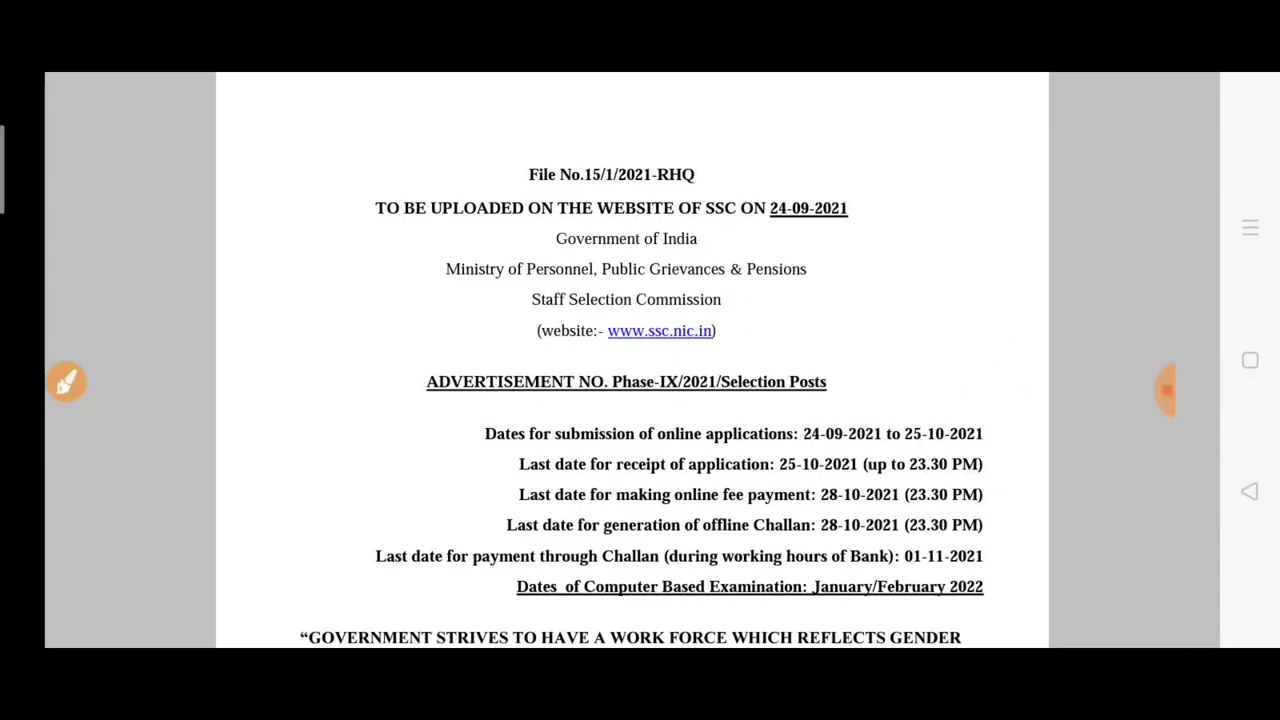 File No.15/1/2021-RHQ
TO BE UPLOADED ON THE WEBSITE OF SSC ON 24-09-2021
Government of India
Ministry of Personnel, Public Grievances & Pensions
Staff Selection Commission
(website:- www.ssc.nic.in)
ADVERTISEMENT NO. Phase-IX/2021/Selection Posts
Dates for submission of online applications: 24-09-2021 to 25-10-2021
Last date for receipt of application: 25-10-2021 (up to 23.30 PM)
Last date for making online fee payment: 28-10-2021 (23.30 PM)
Last date for generation of offline Challan: 28-10-2021 (23.30 PM)
Last date for payment through Challan (during working hours of Bank): 01-11-2021
Dates  of Computer Based Examination: January/February 2022
“GOVERNMENT STRIVES TO HAVE A WORK FORCE WHICH REFLECTS GENDER